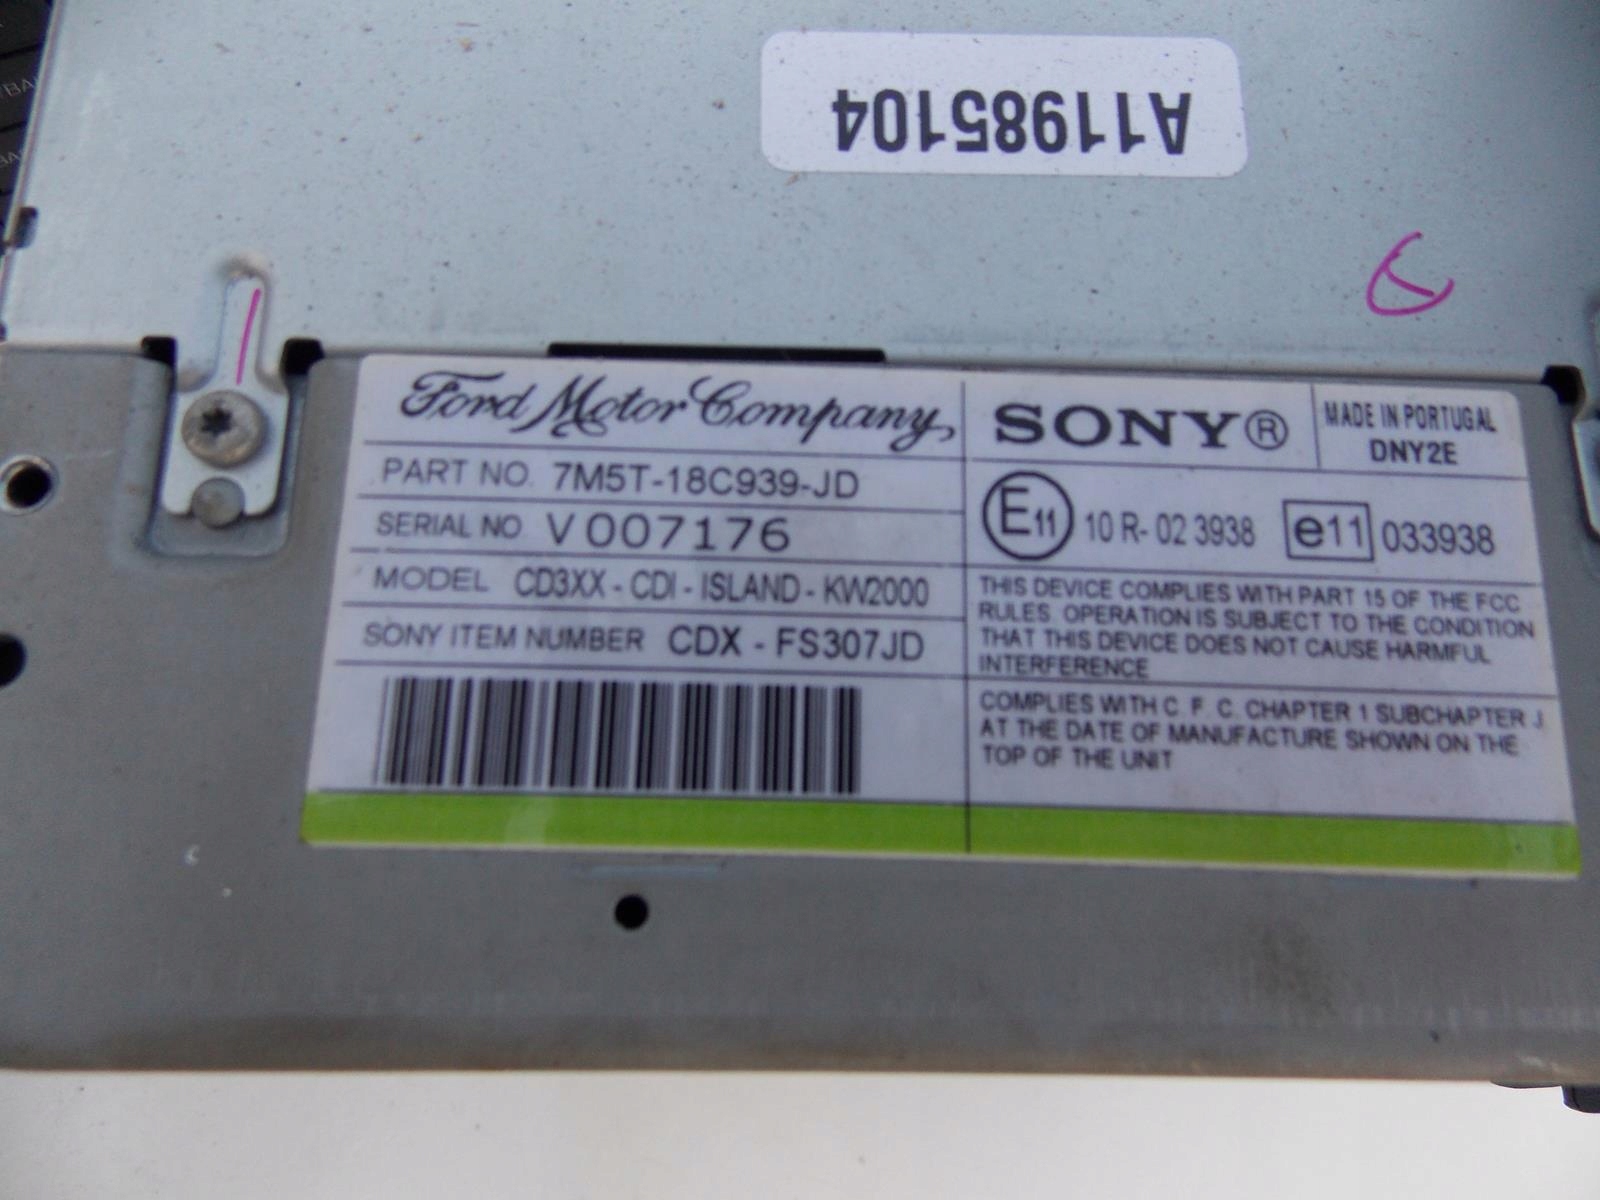 A11985104
Ford Motor Company,
PART NO. 7M5T-18C939-JD
SERIAL NO V007176
MODEL CD3XX - CDI - ISLAND - KW2000
SONY ITEM NUMBER CDX - FS307JD
SONY®
MADE IN PORTUGAL
DNY2E
E11 10 R- 02 3938 e11 033938
THIS DEVICE COMPLIES WITH PART 15 OF THE FCC
RULES. OPERATION IS SUBJECT TO THE CONDITION
THAT THIS DEVICE DOES NOT CAUSE HARMFUL
INTERFERENCE
COMPLIES WITH C. F. C. CHAPTER 1 SUBCHAPTER J
AT THE DATE OF MANUFACTURE SHOWN ON THE
TOP OF THE UNIT